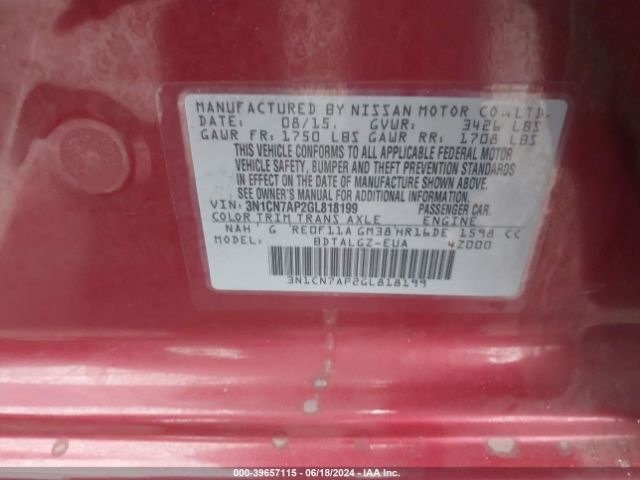 MANUFACTURED BY NISSAN MOTOR CO.,LTD.
DATE: 08/15. GVWR: 3426 LBS
GAWR FR: 1750 LBS GAWR RR: 1708 LBS
THIS VEHICLE CONFORMS TO ALL APPLICABLE FEDERAL MOTOR
VEHICLE SAFETY, BUMPER AND THEFT PREVENTION STANDARDS
IN EFFECT ON THE DATE OF MANUFACTURE SHOWN ABOVE.
SEE OWNER'S MANUAL FOR ADDITIONAL INFORMATION
VIN: 3N1CN7AP2GL818199 PASSENGER CAR.
COLOR TRIM TRANS AXLE ENGINE
NAH G RE0F11A GM38 HR16DE 1598 CC
MODEL: BDTALGZ-EUA 4Z000
3N1CN7AP2GL818199
000-39657115 | 06/18/2024 | IAA Inc.